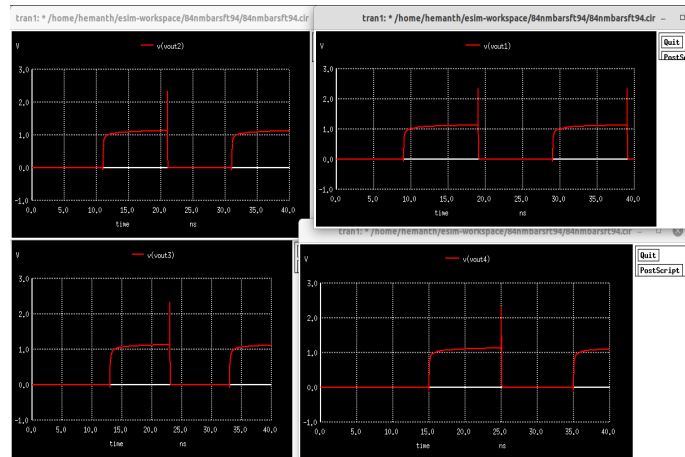 tran1: * /home/hemanth/esim-workspace/84nmbarsft94/84nmbarsft94.cir
V
v(vout2)
3.0
2.0
1.0
0.0
-1.0
0.0 5.0 10.0 15.0 20.0 25.0 30.0 35.0 40.0
time ns
tran1: * /home/hemanth/esim-workspace/84nmbarsft94/84nmbarsft94.cir
Quit
PostScript
V
v(vout1)
3.0
2.0
1.0
0.0
-1.0
0.0 5.0 10.0 15.0 20.0 25.0 30.0 35.0 40.0
time ns
V
v(vout3)
3.0
2.0
1.0
0.0
-1.0
0.0 5.0 10.0 15.0 20.0 25.0 30.0 35.0 40.0
time ns
tran1: * /home/hemanth/esim-workspace/84nmbarsft94/84nmbarsft94.cir
Quit
PostScript
V
v(vout4)
3.0
2.0
1.0
0.0
-1.0
0.0 5.0 10.0 15.0 20.0 25.0 30.0 35.0 40.0
time ns